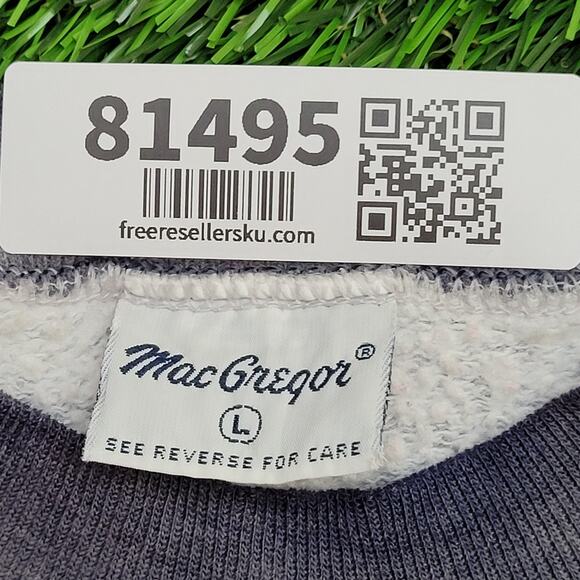 81495
freeresellersku.com
MacGregor®
L
SEE REVERSE FOR CARE